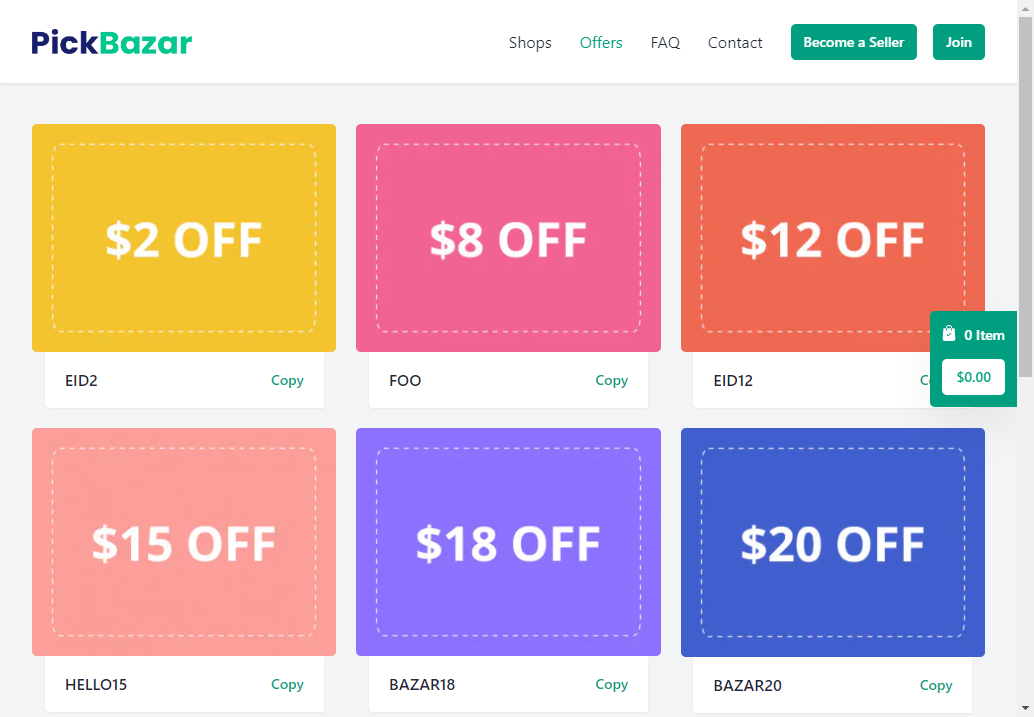 PickBazar
Shops Offers FAQ Contact Become a Seller Join
$2 OFF $8 OFF $12 OFF
0 Item
$0.00
EID2 Copy FOO Copy EID12
$15 OFF $18 OFF $20 OFF
HELLO15 Copy BAZAR18 Copy BAZAR20 Copy